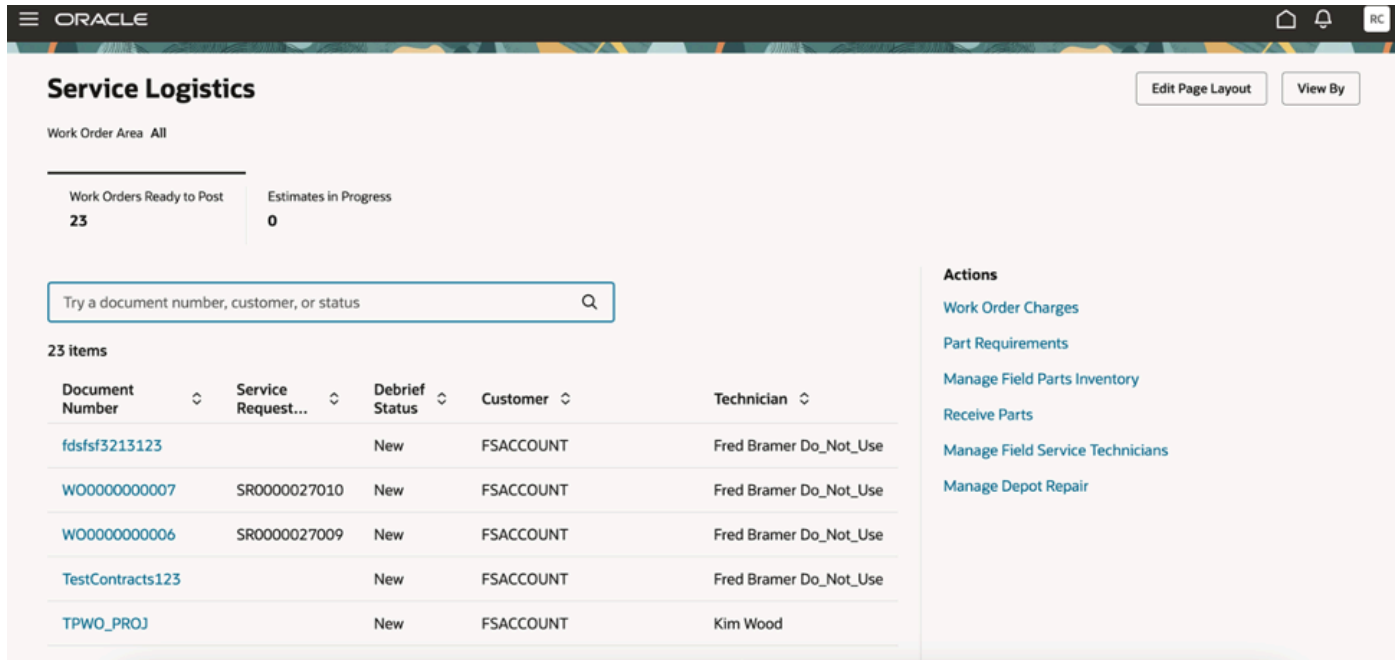 ORACLE
RC
Service Logistics
Edit Page Layout
View By
Work Order Area All
Work Orders Ready to Post
23
Estimates in Progress
0
Try a document number, customer, or status
23 items
Document Number
Service Request...
Debrief Status
Customer
Technician
fdsfsf3213123 New FSACCOUNT Fred Bramer Do_Not_Use
WO0000000007 SR0000027010 New FSACCOUNT Fred Bramer Do_Not_Use
WO0000000006 SR0000027009 New FSACCOUNT Fred Bramer Do_Not_Use
TestContracts123 New FSACCOUNT Fred Bramer Do_Not_Use
TPWO_PROJ New FSACCOUNT Kim Wood
Actions
Work Order Charges
Part Requirements
Manage Field Parts Inventory
Receive Parts
Manage Field Service Technicians
Manage Depot Repair